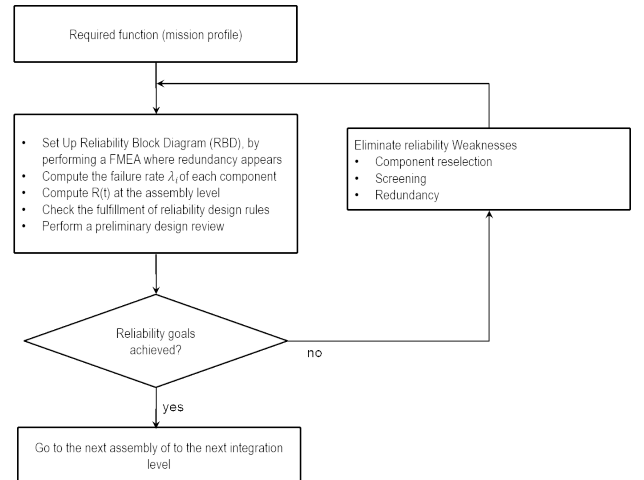 Required function (mission profile)
• Set Up Reliability Block Diagram (RBD), by
performing a FMEA where redundancy appears
• Compute the failure rate λᵢ of each component
• Compute R(t) at the assembly level
• Check the fulfillment of reliability design rules
• Perform a preliminary design review
Eliminate reliability Weaknesses
• Component reselection
• Screening
• Redundancy
Reliability goals
achieved?
no
yes
Go to the next assembly of to the next integration
level